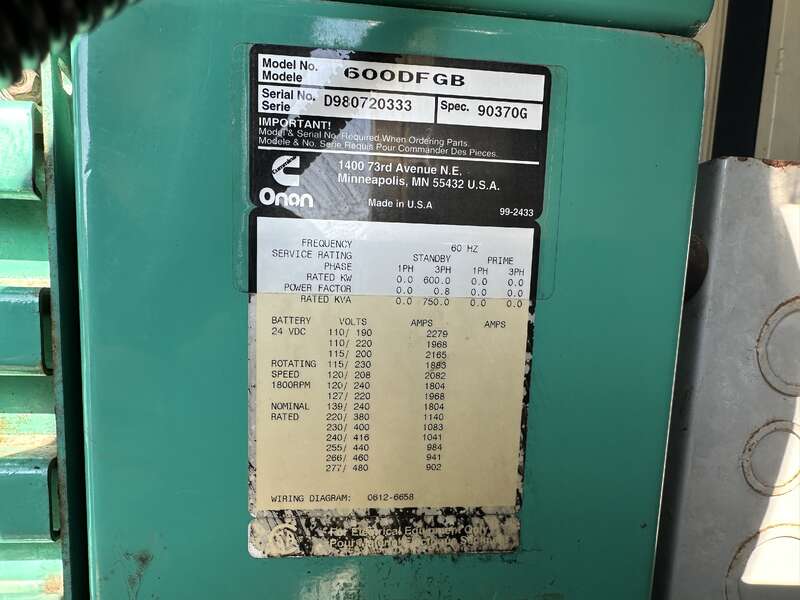 Model No. 600DFGB
Modele
Serial No. D980720333 Spec. 90370G
Serie
IMPORTANT!
Model & Serial No. Required When Ordering Parts.
Modele & No. Serie Requis Pour Commander Des Pieces.
Onan
1400 73rd Avenue N.E.
Minneapolis, MN 55432 U.S.A.
Made in U.S.A 99-2433
FREQUENCY 60 HZ
SERVICE RATING STANDBY PRIME
PHASE 1PH 3PH 1PH 3PH
RATED KW 0.0 600.0 0.0 0.0
POWER FACTOR 0.0 0.8 0.0 0.0
RATED KVA 0.0 750.0 0.0 0.0
BATTERY VOLTS AMPS AMPS
24 VDC 110/ 190 2279
110/ 220 1968
115/ 200 2165
ROTATING 115/ 230 1883
SPEED 120/ 208 2082
1800RPM 120/ 240 1804
127/ 220 1968
NOMINAL 139/ 240 1804
RATED 220/ 380 1140
230/ 400 1083
240/ 416 1041
255/ 440 984
266/ 460 941
277/ 480 902
WIRING DIAGRAM: 0612-6658
For Electrical Equipment Only
Pour